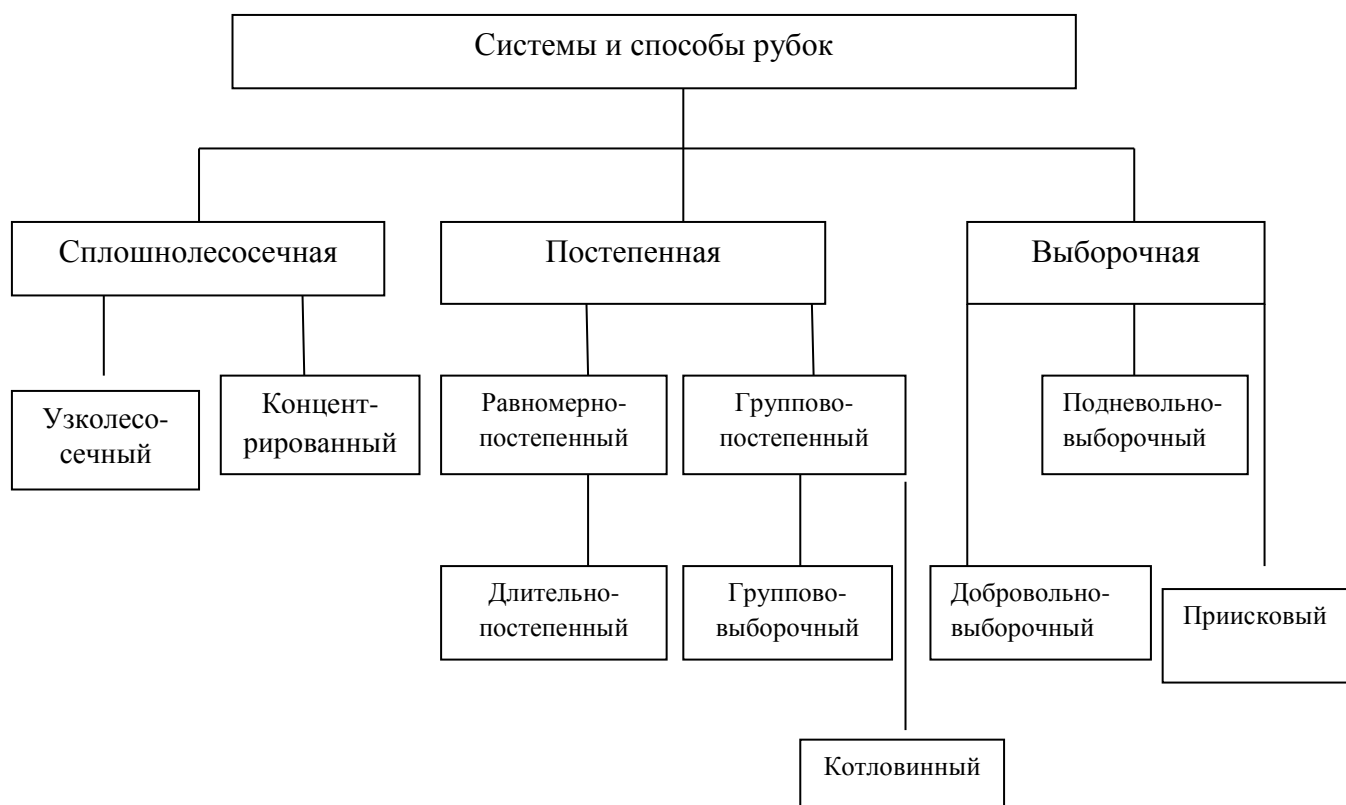 Системы и способы рубок
Сплошнолесосечная
Постепенная
Выборочная
Узколесо-
сечный
Концент-
рированный
Равномерно-
постепенный
Группово-
постепенный
Подневольно-
выборочный
Длительно-
постепенный
Группово-
выборочный
Добровольно-
выборочный
Приисковый
Котловинный